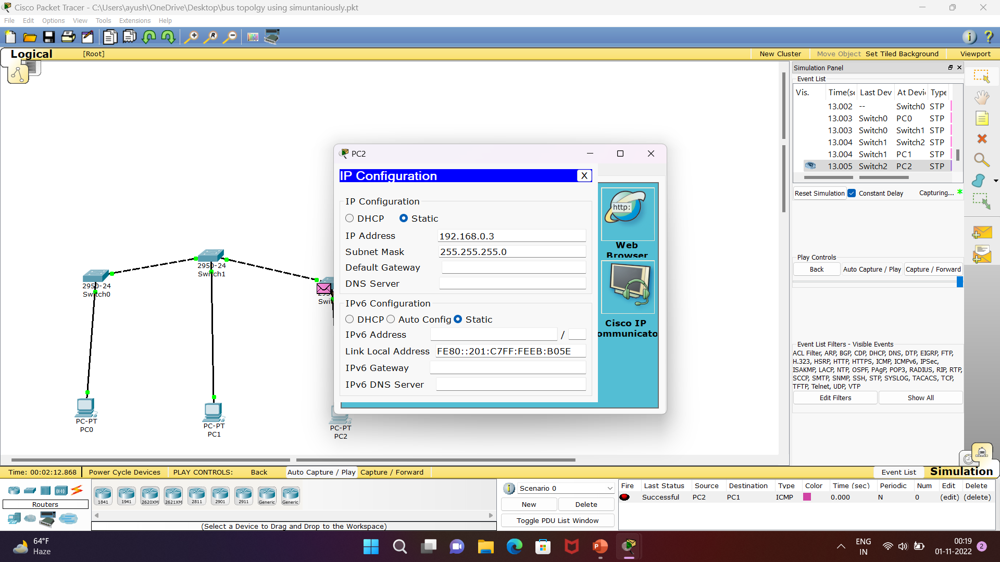 Cisco Packet Tracer - C:\Users\ayush\OneDrive\Desktop\bus topolgy using simuntaniously.pkt
File Edit Options View Tools Extensions Help
Logical [Root] New Cluster Move Object Set Tiled Background Viewport
Simulation Panel
Event List
Vis. Time(se Last Dev At Devi Type
13.002 -- Switch0 STP
13.003 Switch0 PC0 STP
13.003 Switch0 Switch1 STP
13.004 Switch1 Switch2 STP
13.004 Switch1 PC1 STP
13.005 Switch2 PC2 STP
Reset Simulation Constant Delay Capturing... *
Play Controls
Back Auto Capture / Play Capture / Forward
Event List Filters - Visible Events
ACL Filter, ARP, BGP, CDP, DHCP, DNS, DTP, EIGRP, FTP,
H.323, HSRP, HTTP, HTTPS, ICMP, ICMPv6, IPSec,
ISAKMP, LACP, NTP, OSPF, PAgP, POP3, RADIUS, RIP, RTP,
SCCP, SMTP, SNMP, SSH, STP, SYSLOG, TACACS, TCP,
TFTP, Telnet, UDP, VTP
Edit Filters Show All
PC2
IP Configuration X
IP Configuration
DHCP Static
IP Address 192.168.0.3
Subnet Mask 255.255.255.0
Default Gateway
DNS Server
IPv6 Configuration
DHCP Auto Config Static
IPv6 Address /
Link Local Address FE80::201:C7FF:FEEB:B05E
IPv6 Gateway
IPv6 DNS Server
http:
Web
Browser
Cisco IP
ommunicato
2950-24
Switch0
2950-24
Switch1
Swit
PC-PT
PC0
PC-PT
PC1
PC-PT
PC2
Time: 00:02:12.868 Power Cycle Devices PLAY CONTROLS: Back Auto Capture / Play Capture / Forward Event List Simulation
Routers
1841 1941 2620XM 2621XM 2811 2901 2911 Generic Generic
(Select a Device to Drag and Drop to the Workspace)
Scenario 0
New Delete
Toggle PDU List Window
Fire Last Status Source Destination Type Color Time (sec) Periodic Num Edit Delete
Successful PC2 PC1 ICMP 0.000 N 0 (edit) (delete)
64°F
Haze
ENG
IN
00:19
01-11-2022
2